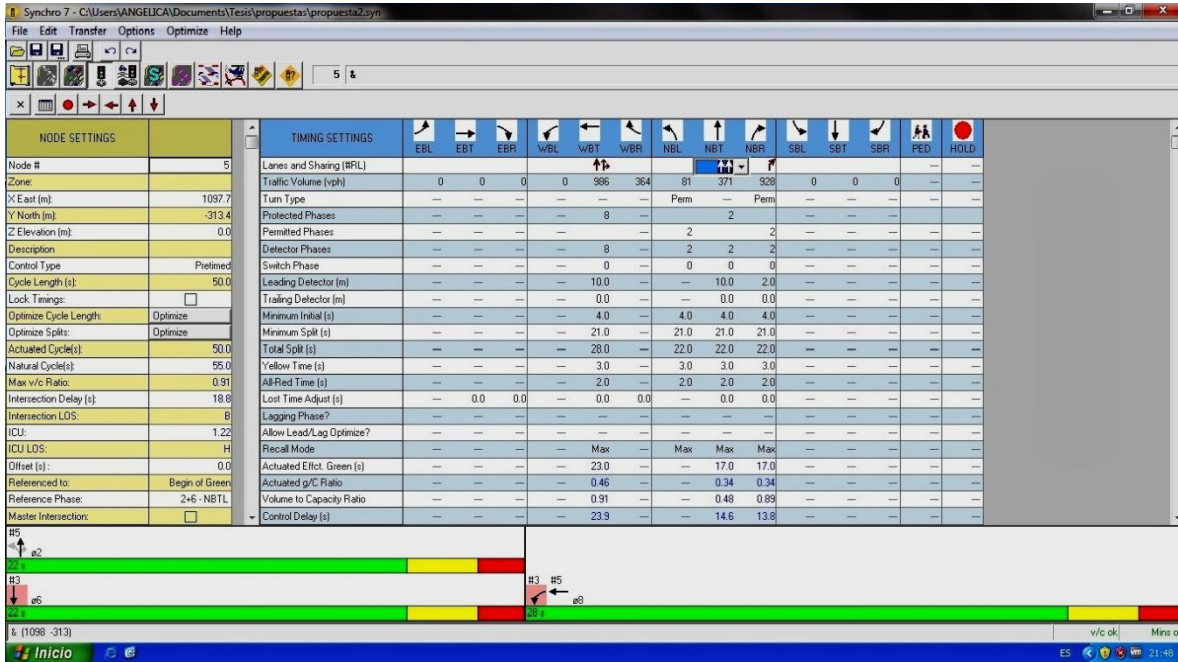 Synchro 7 - C:\Users\ANGELICA\Documents\Tesis\propuestas\propuesta2.syn
File Edit Transfer Options Optimize Help
5 &
NODE SETTINGS
Node # 5
Zone:
X East (m): 1097.7
Y North (m): -313.4
Z Elevation (m): 0.0
Description
Control Type Pretimed
Cycle Length (s): 50.0
Lock Timings:
Optimize Cycle Length: Optimize
Optimize Splits: Optimize
Actuated Cycle(s): 50.0
Natural Cycle(s): 55.0
Max v/c Ratio: 0.91
Intersection Delay (s): 18.8
Intersection LOS: B
ICU: 1.22
ICU LOS: H
Offset (s) : 0.0
Referenced to: Begin of Green
Reference Phase: 2+6 - NBTL
Master Intersection:
TIMING SETTINGS EBL EBT EBR WBL WBT WBR NBL NBT NBR SBL SBT SBR PED HOLD
Lanes and Sharing (#RL) — —
Traffic Volume (vph) 0 0 0 0 986 364 81 371 928 0 0 0 — —
Turn Type — — — — — — Perm — Perm — — — — —
Protected Phases — — — — 8 — 2 — — — — —
Permitted Phases — — — — — 2 2 — — — — —
Detector Phases — — — — 8 — 2 2 2 — — — — —
Switch Phase — — — — 0 — 0 0 0 — — — — —
Leading Detector (m) — — — — 10.0 — — 10.0 2.0 — — — — —
Trailing Detector (m) — — — — 0.0 — — 0.0 0.0 — — — — —
Minimum Initial (s) — — — — 4.0 — 4.0 4.0 4.0 — — — — —
Minimum Split (s) — — — — 21.0 — 21.0 21.0 21.0 — — — — —
Total Split (s) — — — — 28.0 — 22.0 22.0 22.0 — — — — —
Yellow Time (s) — — — — 3.0 — 3.0 3.0 3.0 — — — — —
All-Red Time (s) — — — — 2.0 — 2.0 2.0 2.0 — — — — —
Lost Time Adjust (s) — 0.0 0.0 — 0.0 0.0 — 0.0 0.0 — — — — —
Lagging Phase? — — — — — — — — — — — — — —
Allow Lead/Lag Optimize? — — — — — — — — — — — — — —
Recall Mode — — — — Max — Max Max Max — — — — —
Actuated Effct. Green (s) — — — — 23.0 — — 17.0 17.0 — — — — —
Actuated g/C Ratio — — — — 0.46 — — 0.34 0.34 — — — — —
Volume to Capacity Ratio — — — — 0.91 — — 0.48 0.89 — — — — —
Control Delay (s) — — — — 23.9 — — 14.6 13.8 — — — — —
#5
ø2
22 s
#3
ø6
22 s
#3 #5
ø8
28 s
& (1098 -313) v/c ok Mins o
Inicio ES 21:48